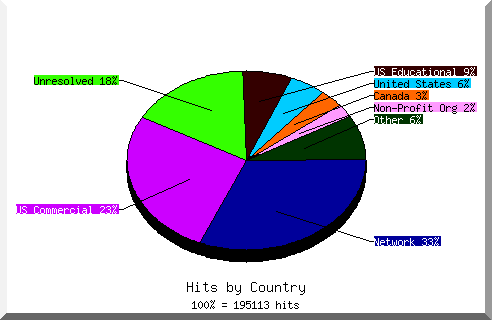 US Educational 9%
Unresolved 18%
United States 6%
Canada 3%
Non-Profit Org 2%
Other 6%
US Commercial 23%
Network 33%
Hits by Country
100% = 195113 hits